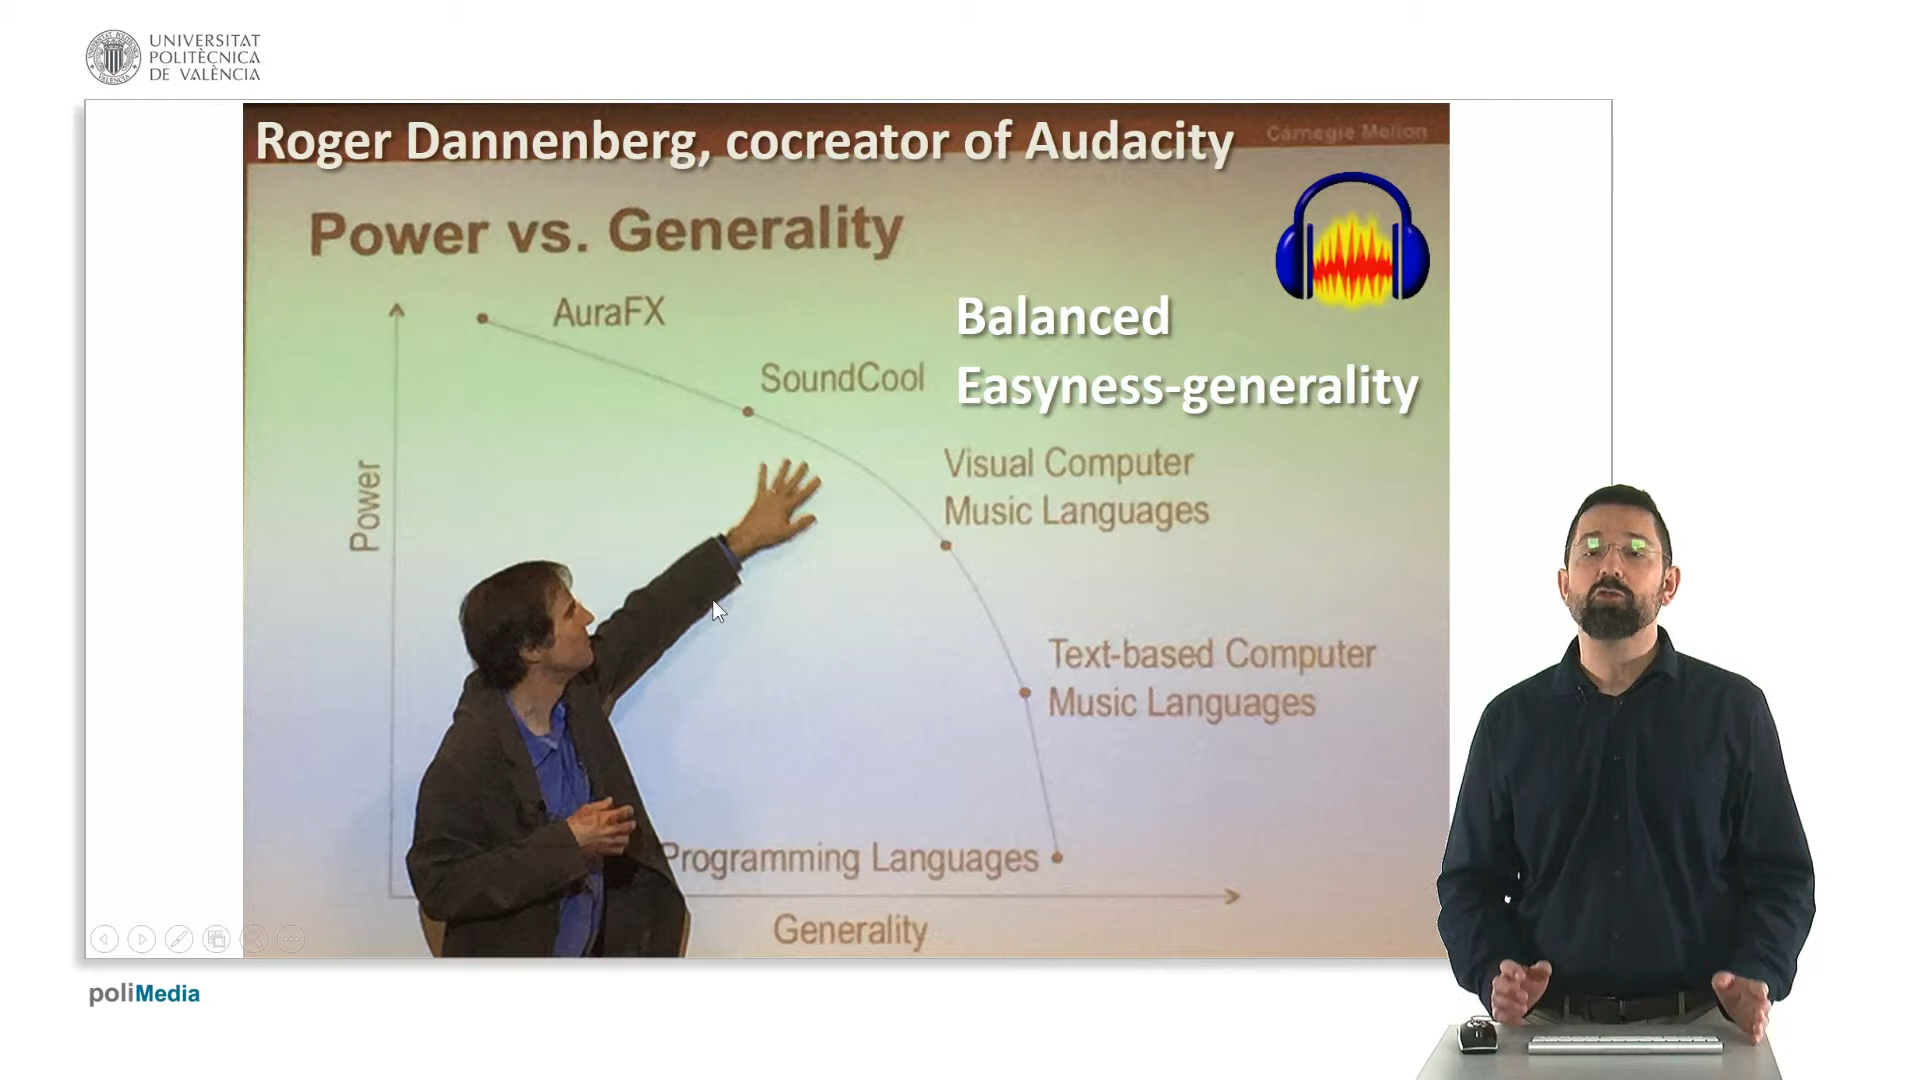 UNIVERSITAT
POLITÈCNICA
DE VALÈNCIA
Roger Dannenberg, cocreator of Audacity
Carnegie Mellon
Power vs. Generality
AuraFX
SoundCool
Balanced
Easyness-generality
Visual Computer
Music Languages
Power
Text-based Computer
Music Languages
Programming Languages
Generality
poliMedia